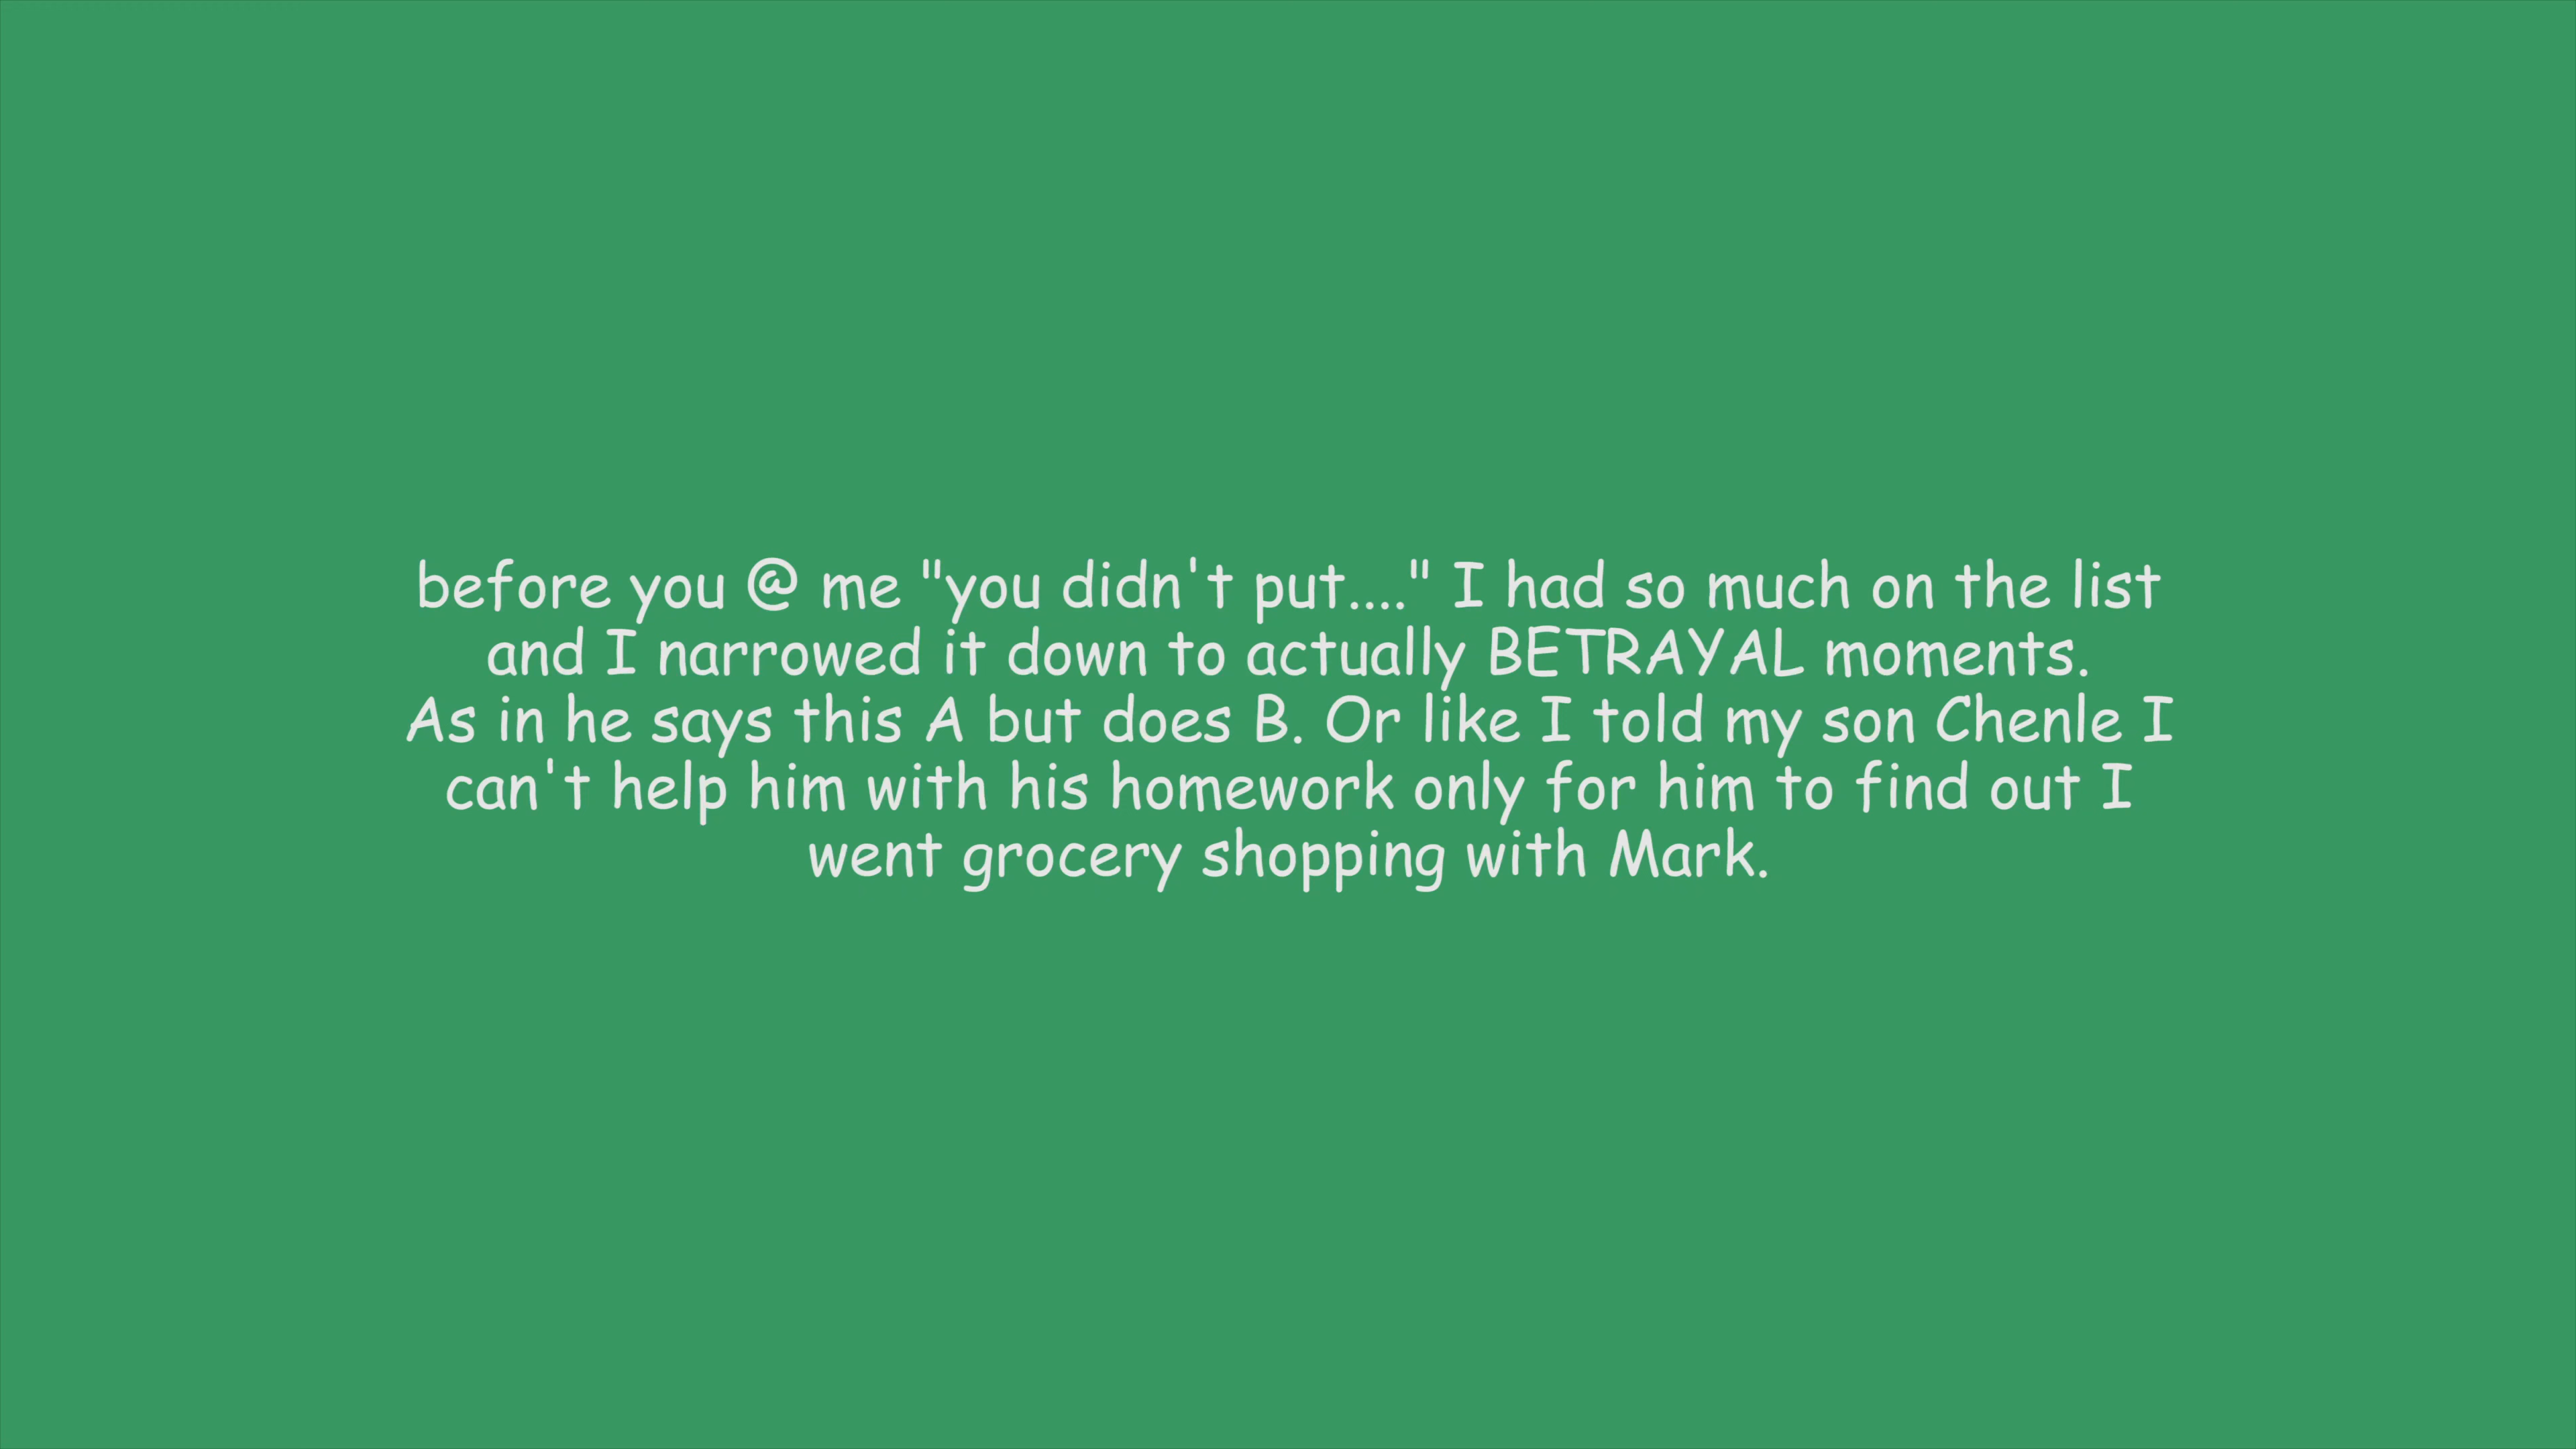 before you @ me "you didn't put...." I had so much on the list
and I narrowed it down to actually BETRAYAL moments.
As in he says this A but does B. Or like I told my son Chenle I
can't help him with his homework only for him to find out I
went grocery shopping with Mark.